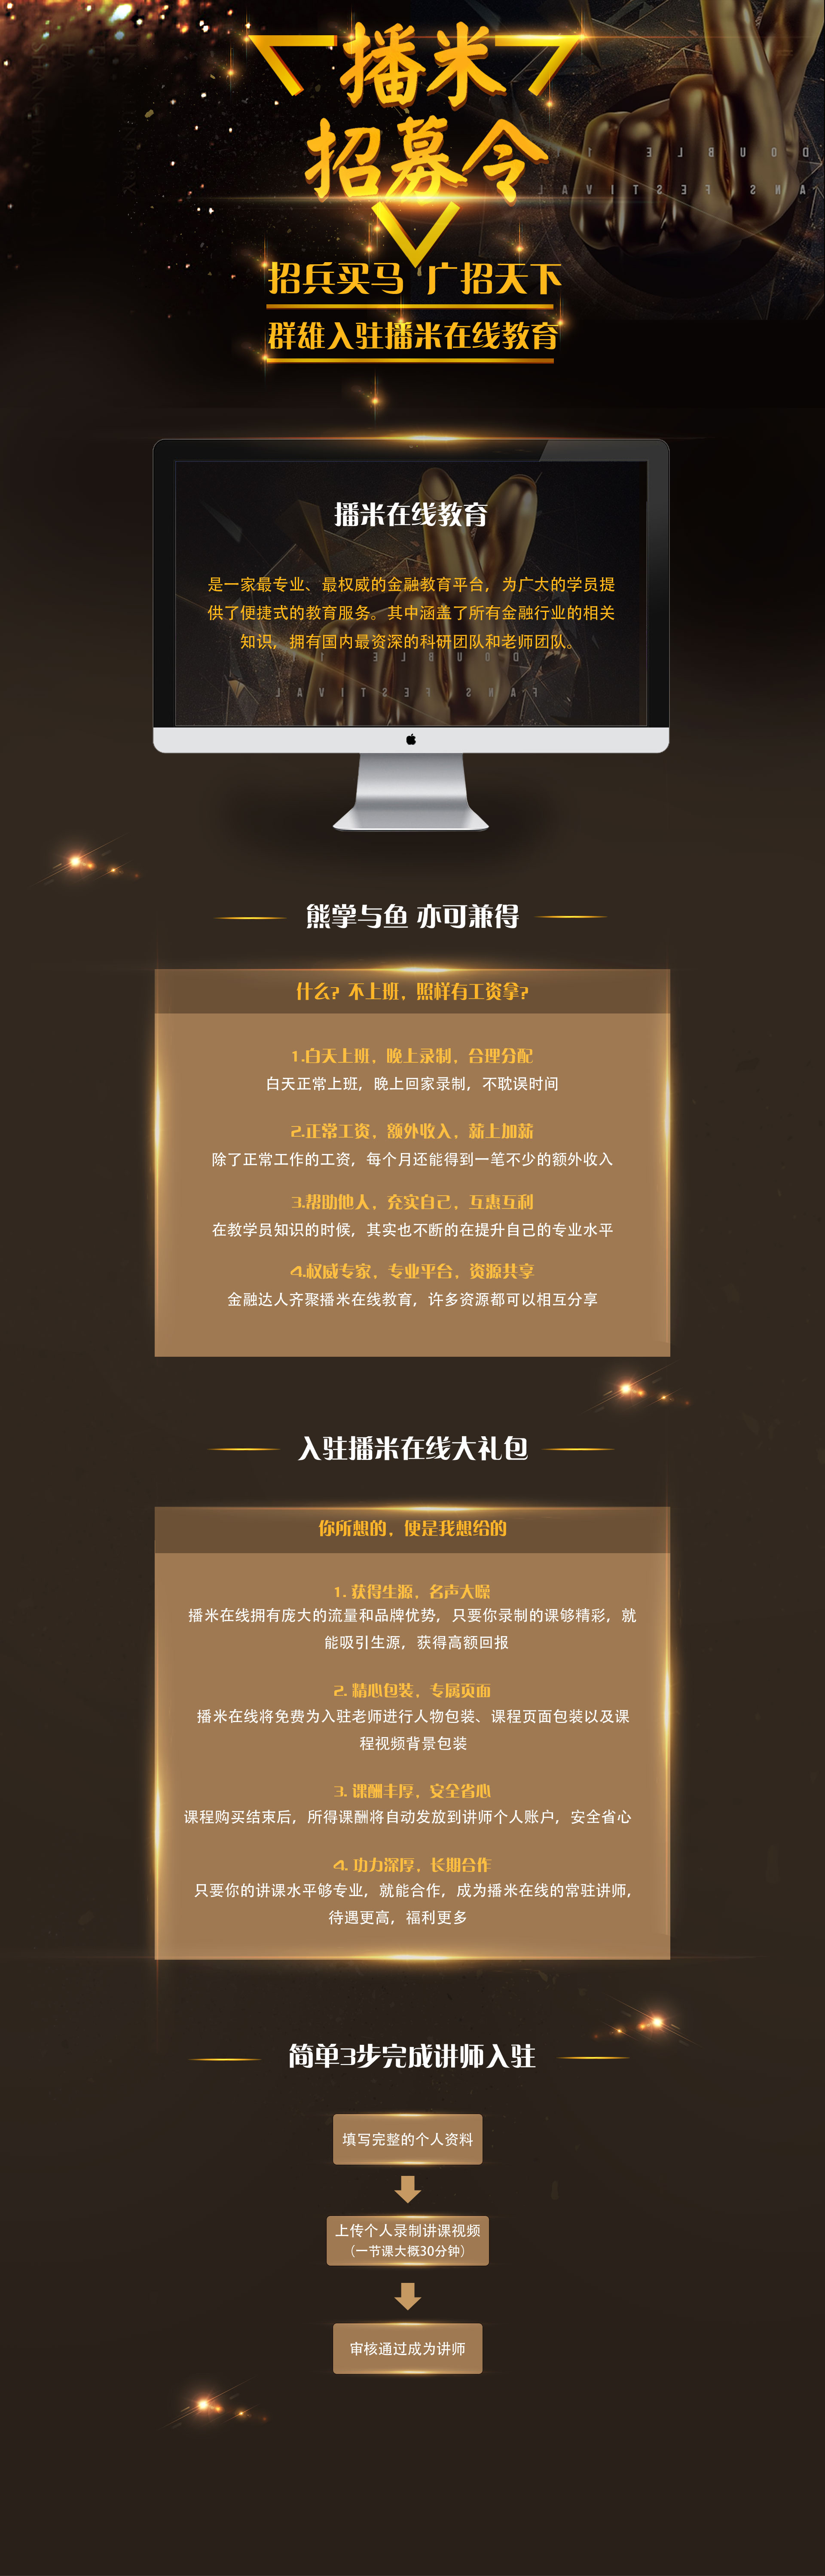 播米
招募令
招兵买马 广招天下
群雄入驻播米在线教育
播米在线教育
是一家最专业、最权威的金融教育平台，为广大的学员提
供了便捷式的教育服务。其中涵盖了所有金融行业的相关
知识，拥有国内最资深的科研团队和老师团队。
DOUBLE 11
FANS FESTIVAL
熊掌与鱼 亦可兼得
什么？不上班，照样有工资拿？
1.白天上班，晚上录制，合理分配
白天正常上班，晚上回家录制，不耽误时间
2.正常工资，额外收入，薪上加薪
除了正常工作的工资，每个月还能得到一笔不少的额外收入
3.帮助他人，充实自己，互惠互利
在教学员知识的时候，其实也不断的在提升自己的专业水平
4.权威专家，专业平台，资源共享
金融达人齐聚播米在线教育，许多资源都可以相互分享
入驻播米在线大礼包
你所想的，便是我想给的
1. 获得生源，名声大噪
播米在线拥有庞大的流量和品牌优势，只要你录制的课够精彩，就
能吸引生源，获得高额回报
2. 精心包装，专属页面
播米在线将免费为入驻老师进行人物包装、课程页面包装以及课
程视频背景包装
3. 课酬丰厚，安全省心
课程购买结束后，所得课酬将自动发放到讲师个人账户，安全省心
4. 功力深厚，长期合作
只要你的讲课水平够专业，就能合作，成为播米在线的常驻讲师，
待遇更高，福利更多
简单3步完成讲师入驻
填写完整的个人资料
上传个人录制讲课视频
（一节课大概30分钟）
审核通过成为讲师